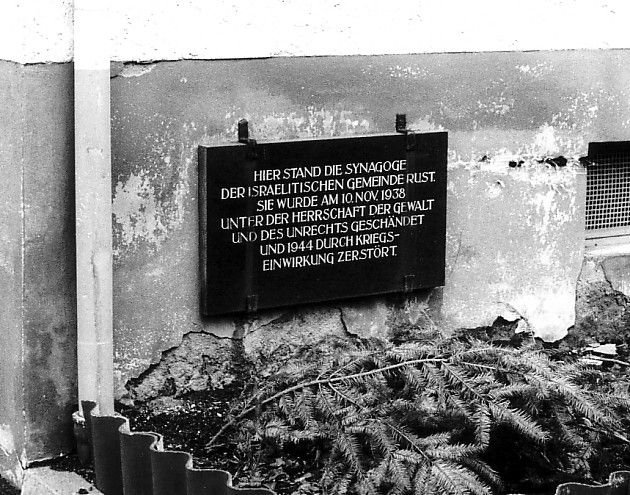 HIER STAND DIE SYNAGOGE
DER ISRAELITISCHEN GEMEINDE RUST.
SIE WURDE AM 10. NOV. 1938
UNTER DER HERRSCHAFT DER GEWALT
UND DES UNRECHTS GESCHÄNDET
UND 1944 DURCH KRIEGS-
EINWIRKUNG ZERSTÖRT.